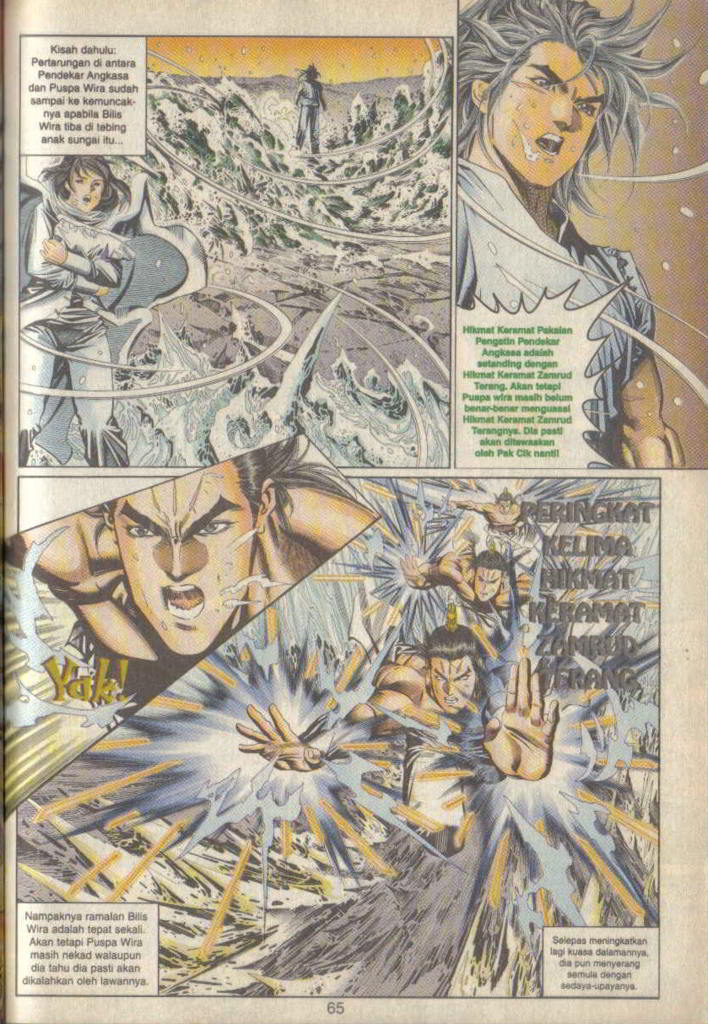 Kisah dahulu:
Pertarungan di antara
Pendekar Angkasa
dan Puspa Wira sudah
sampai ke kemuncak-
nya apabila Bilis
Wira tiba di tebing
anak sungai itu...
Hikmat Keramat Pakaian
Pengatin Pendekar
Angkasa adalah
setanding dengan
Hikmat Keramat Zamrud
Terang. Akan tetapi
Puapa wira masih belum
benar-benar menguasai
Hikmat Keramat Zamrud
Terangnya. Dia pasti
akan ditewaskan
oleh Pak Cik nanti!
PERINGKAT
KELIMA
HIKMAT
KERAMAT
ZAMRUD
TERANG
Yak!
Nampaknya ramalan Bilis
Wira adalah tepat sekali.
Akan tetapi Puspa Wira
masih nekad walaupun
dia tahu dia pasti akan
dikalahkan oleh lawannya.
Selepas meningkatkan
lagi kuasa dalamannya,
dia pun menyerang
semula dengan
sedaya-upayanya.
65